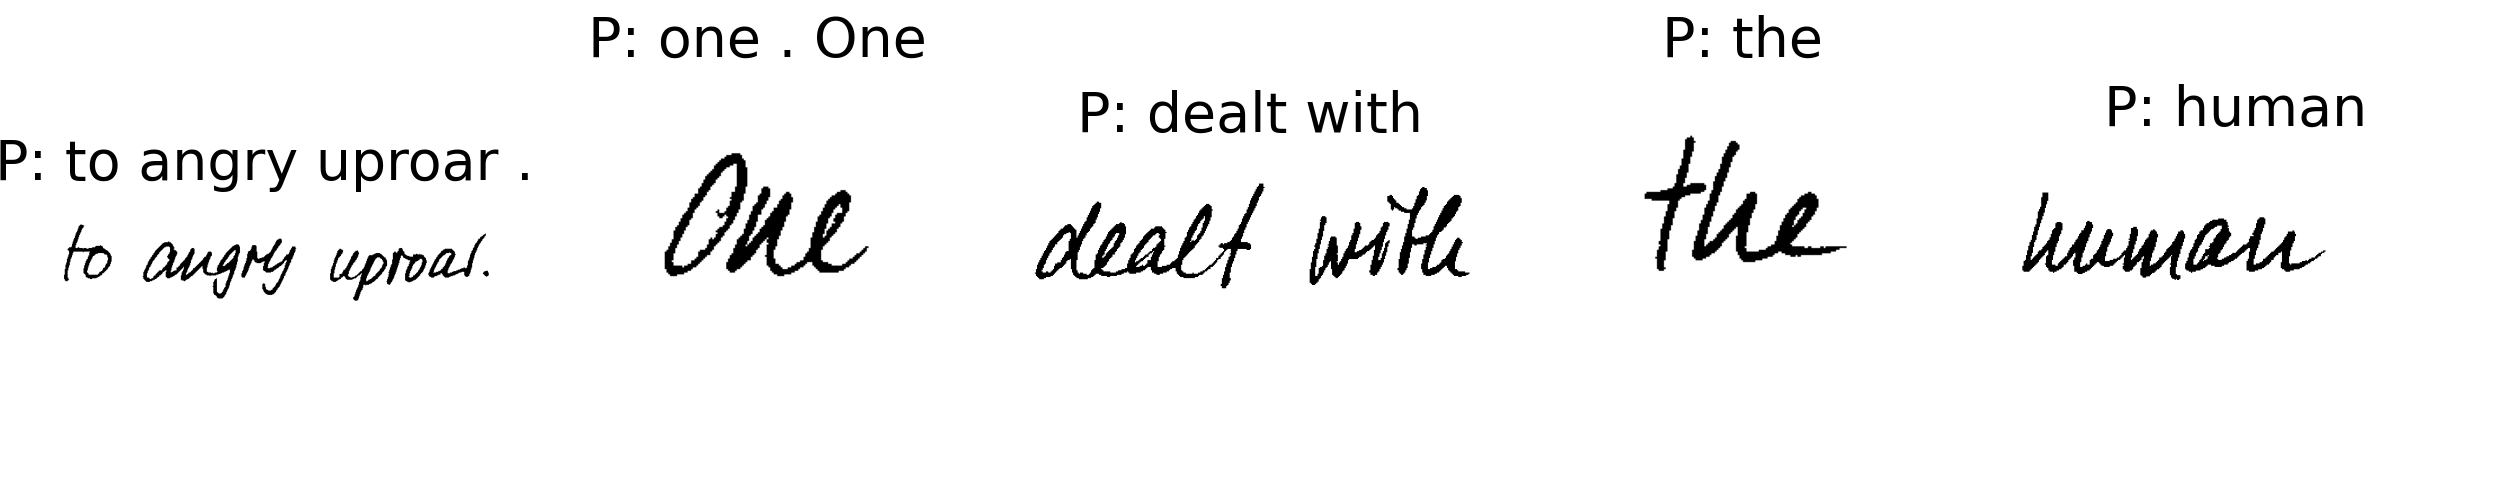 P: one . One
P: the
P: dealt with
P: human
P: to angry uproar .
to angry uproar.
One
dealt with
the
human